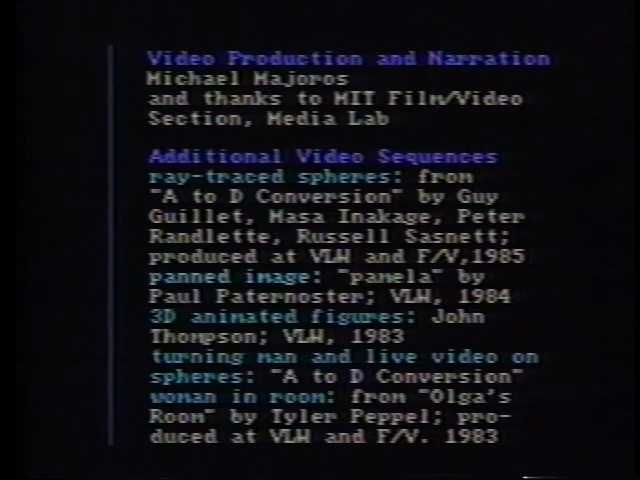 Video Production and Narration
Michael Majoros
and thanks to MIT Film/Video
Section, Media Lab
Additional Video Sequences
ray-traced spheres: from
"A to D Conversion" by Guy
Guillet, Masa Inakage, Peter
Randlette, Russell Sasnett;
produced at VLW and F/V,1985
panned image: "pamela" by
Paul Paternoster; VLW, 1984
3D animated figures: John
Thompson; VLW, 1983
turning man and live video on
spheres: "A to D Conversion"
woman in room: from "Olga's
Room" by Tyler Peppel; pro-
duced at VLW and F/V. 1983